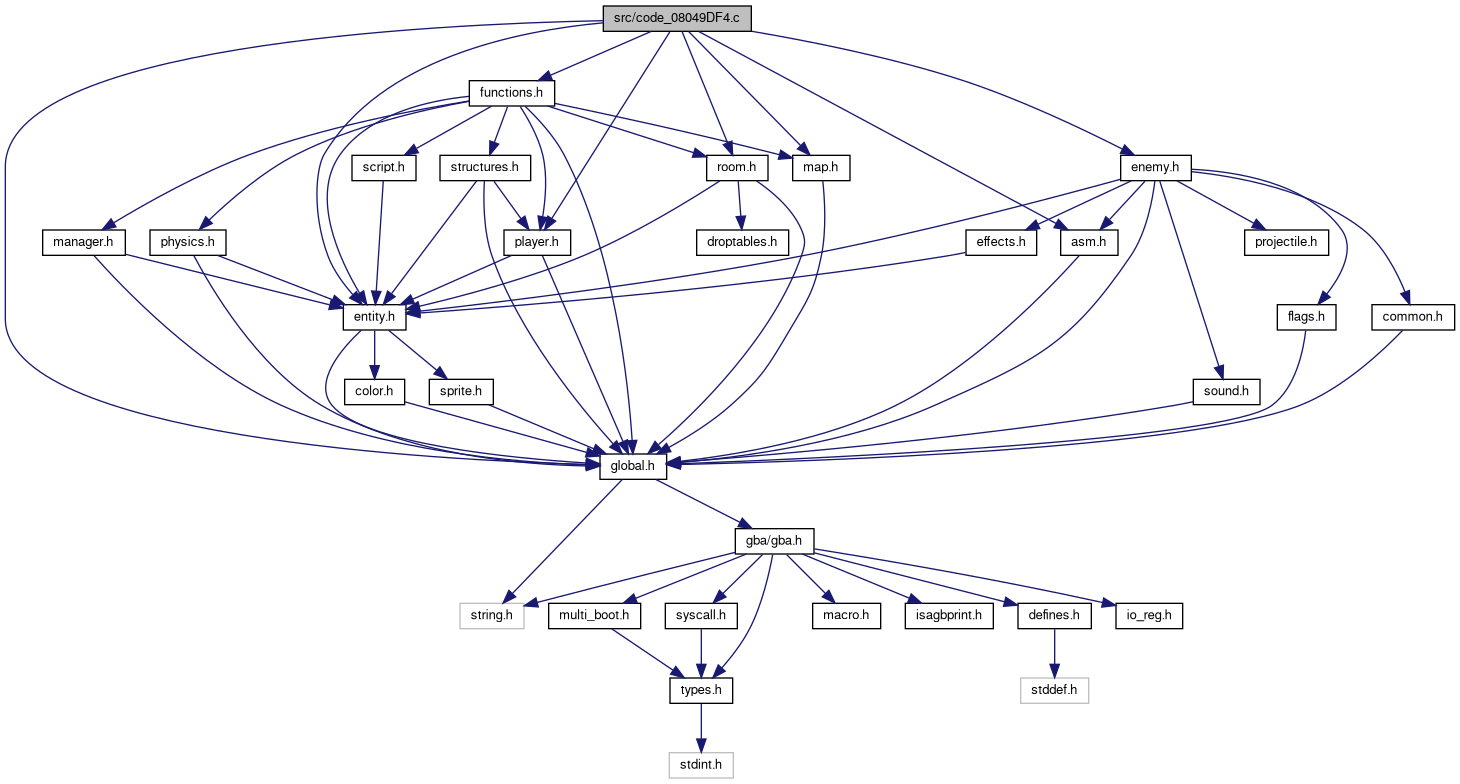 src/code_08049DF4.c
functions.h
script.h
structures.h
room.h
map.h
enemy.h
manager.h
physics.h
player.h
droptables.h
effects.h
asm.h
projectile.h
entity.h
flags.h
common.h
color.h
sprite.h
sound.h
global.h
gba/gba.h
string.h
multi_boot.h
syscall.h
macro.h
isagbprint.h
defines.h
io_reg.h
types.h
stddef.h
stdint.h